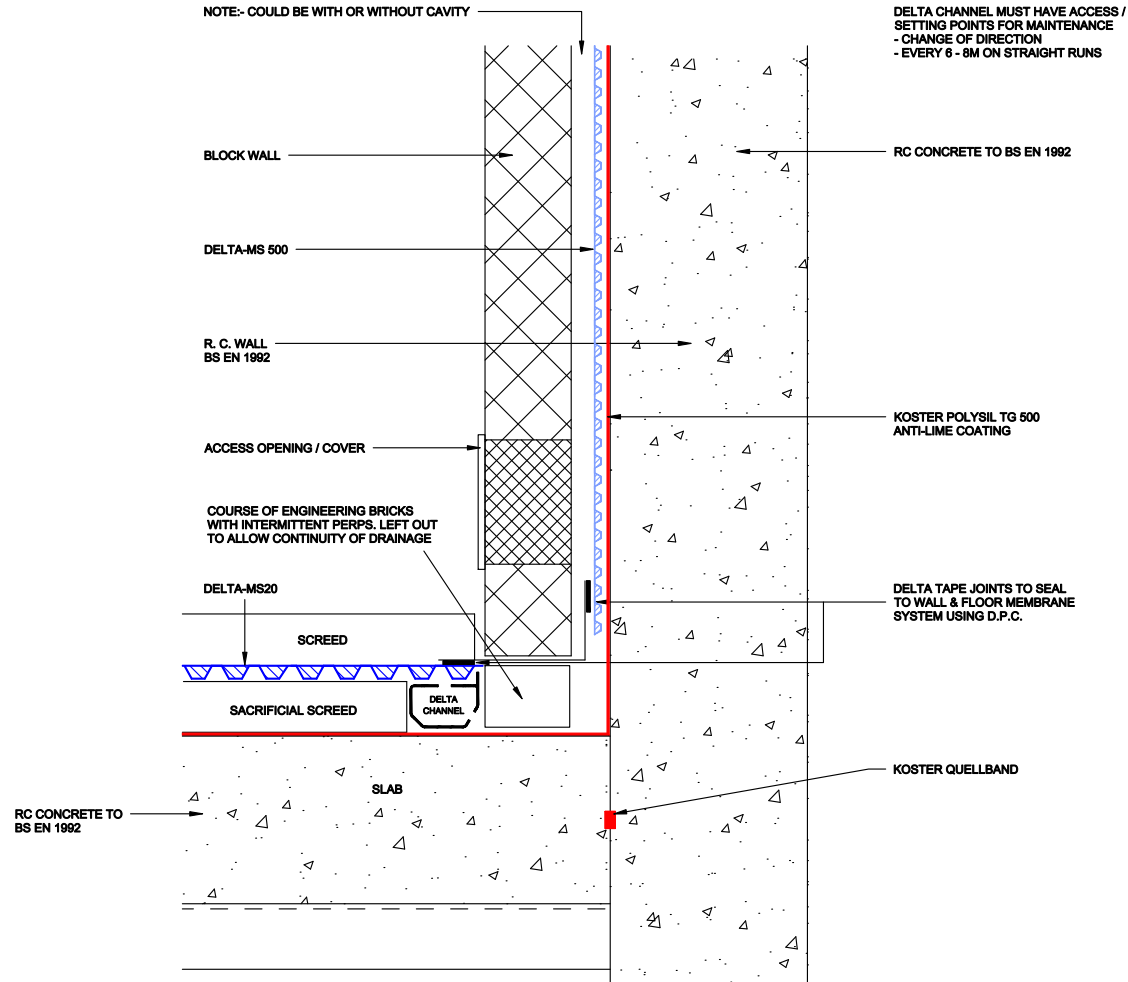 NOTE:- COULD BE WITH OR WITHOUT CAVITY
DELTA CHANNEL MUST HAVE ACCESS /
SETTING POINTS FOR MAINTENANCE
- CHANGE OF DIRECTION
- EVERY 6 - 8M ON STRAIGHT RUNS
BLOCK WALL
RC CONCRETE TO BS EN 1992
DELTA-MS 500
R. C. WALL
BS EN 1992
KOSTER POLYSIL TG 500
ANTI-LIME COATING
ACCESS OPENING / COVER
COURSE OF ENGINEERING BRICKS
WITH INTERMITTENT PERPS. LEFT OUT
TO ALLOW CONTINUITY OF DRAINAGE
DELTA-MS20
DELTA TAPE JOINTS TO SEAL
TO WALL & FLOOR MEMBRANE
SYSTEM USING D.P.C.
SCREED
SACRIFICIAL SCREED
DELTA
CHANNEL
KOSTER QUELLBAND
SLAB
RC CONCRETE TO
BS EN 1992